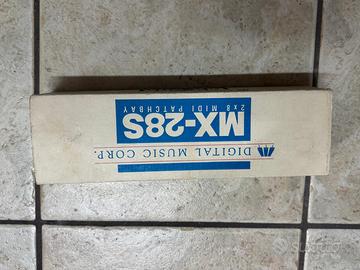 DIGITAL MUSIC CORP.
MX-28S
2x8 MIDI PATCHBAY